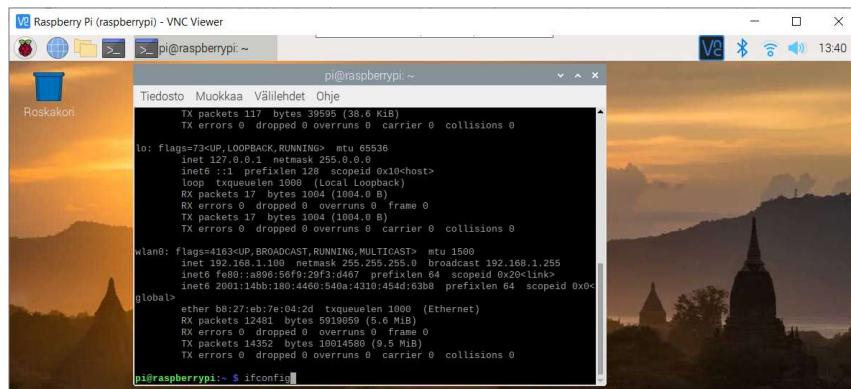 Raspberry Pi (raspberrypi) - VNC Viewer
pi@raspberrypi: ~
13:40
pi@raspberrypi: ~
Tiedosto Muokkaa Välilehdet Ohje
Roskakori
TX packets 117 bytes 39595 (38.6 KiB)
TX errors 0 dropped 0 overruns 0 carrier 0 collisions 0
lo: flags=73<UP,LOOPBACK,RUNNING> mtu 65536
inet 127.0.0.1 netmask 255.0.0.0
inet6 ::1 prefixlen 128 scopeid 0x10<host>
loop txqueuelen 1000 (Local Loopback)
RX packets 17 bytes 1004 (1004.0 B)
RX errors 0 dropped 0 overruns 0 frame 0
TX packets 17 bytes 1004 (1004.0 B)
TX errors 0 dropped 0 overruns 0 carrier 0 collisions 0
wlan0: flags=4163<UP,BROADCAST,RUNNING,MULTICAST> mtu 1500
inet 192.168.1.100 netmask 255.255.255.0 broadcast 192.168.1.255
inet6 fe80::a896:56f9:29f3:d467 prefixlen 64 scopeid 0x20<link>
inet6 2001:14bb:180:4460:540a:4310:454d:63b8 prefixlen 64 scopeid 0x0<
global>
ether b8:27:eb:7e:04:2d txqueuelen 1000 (Ethernet)
RX packets 12481 bytes 5919059 (5.6 MiB)
RX errors 0 dropped 0 overruns 0 frame 0
TX packets 14352 bytes 10014580 (9.5 MiB)
TX errors 0 dropped 0 overruns 0 carrier 0 collisions 0
pi@raspberrypi:~ $ ifconfig